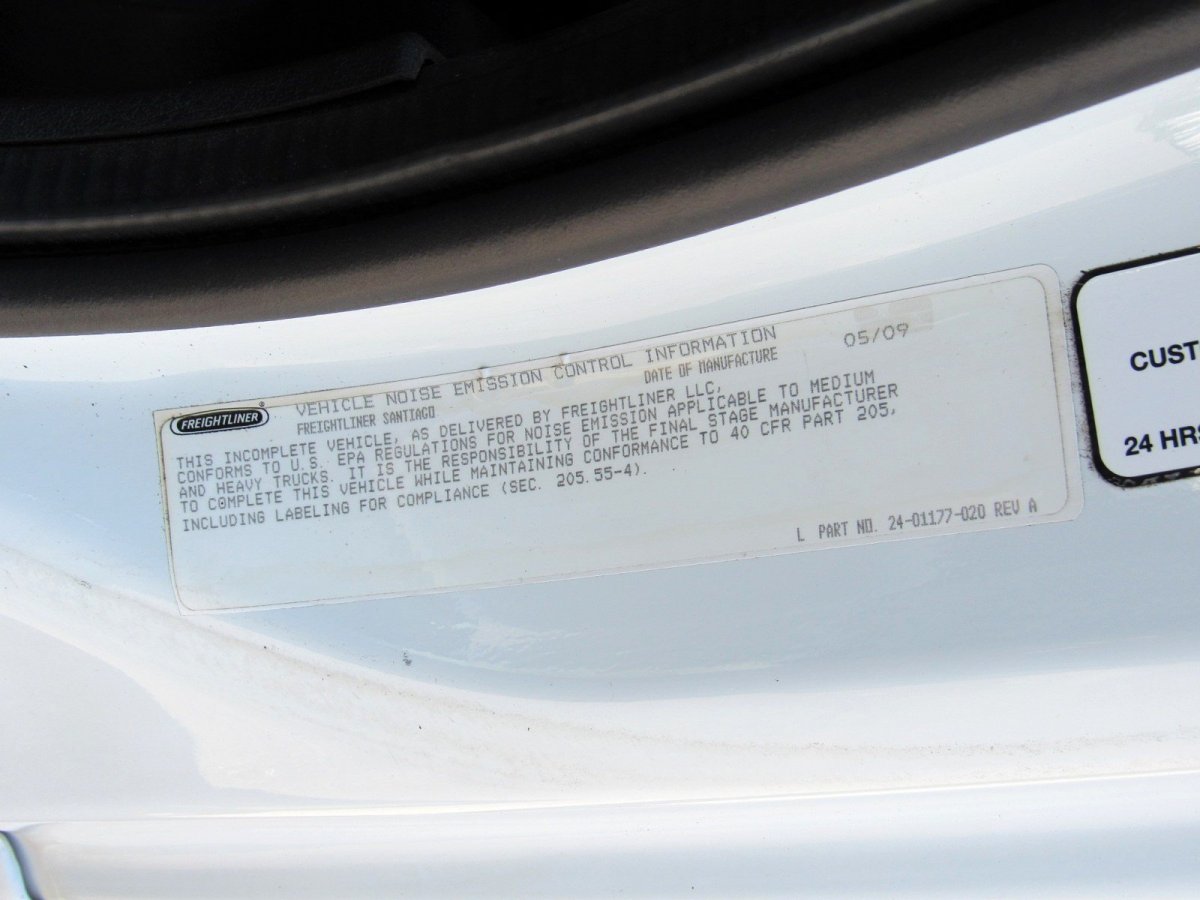 FREIGHTLINER
VEHICLE NOISE EMISSION CONTROL INFORMATION
FREIGHTLINER SANTIAGO
DATE OF MANUFACTURE
05/09
THIS INCOMPLETE VEHICLE, AS DELIVERED BY FREIGHTLINER LLC,
CONFORMS TO U.S. EPA REGULATIONS FOR NOISE EMISSION APPLICABLE TO MEDIUM
AND HEAVY TRUCKS. IT IS THE RESPONSIBILITY OF THE FINAL STAGE MANUFACTURER
TO COMPLETE THIS VEHICLE WHILE MAINTAINING CONFORMANCE TO 40 CFR PART 205,
INCLUDING LABELING FOR COMPLIANCE (SEC. 205.55-4).
L PART NO. 24-01177-020 REV A
CUST
24 HRS